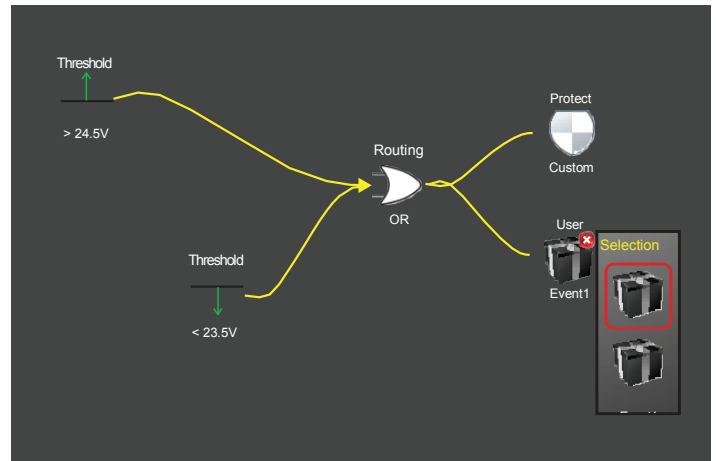 Threshold
> 24.5V
Threshold
< 23.5V
Routing
OR
Protect
Custom
User
Event1
Selection